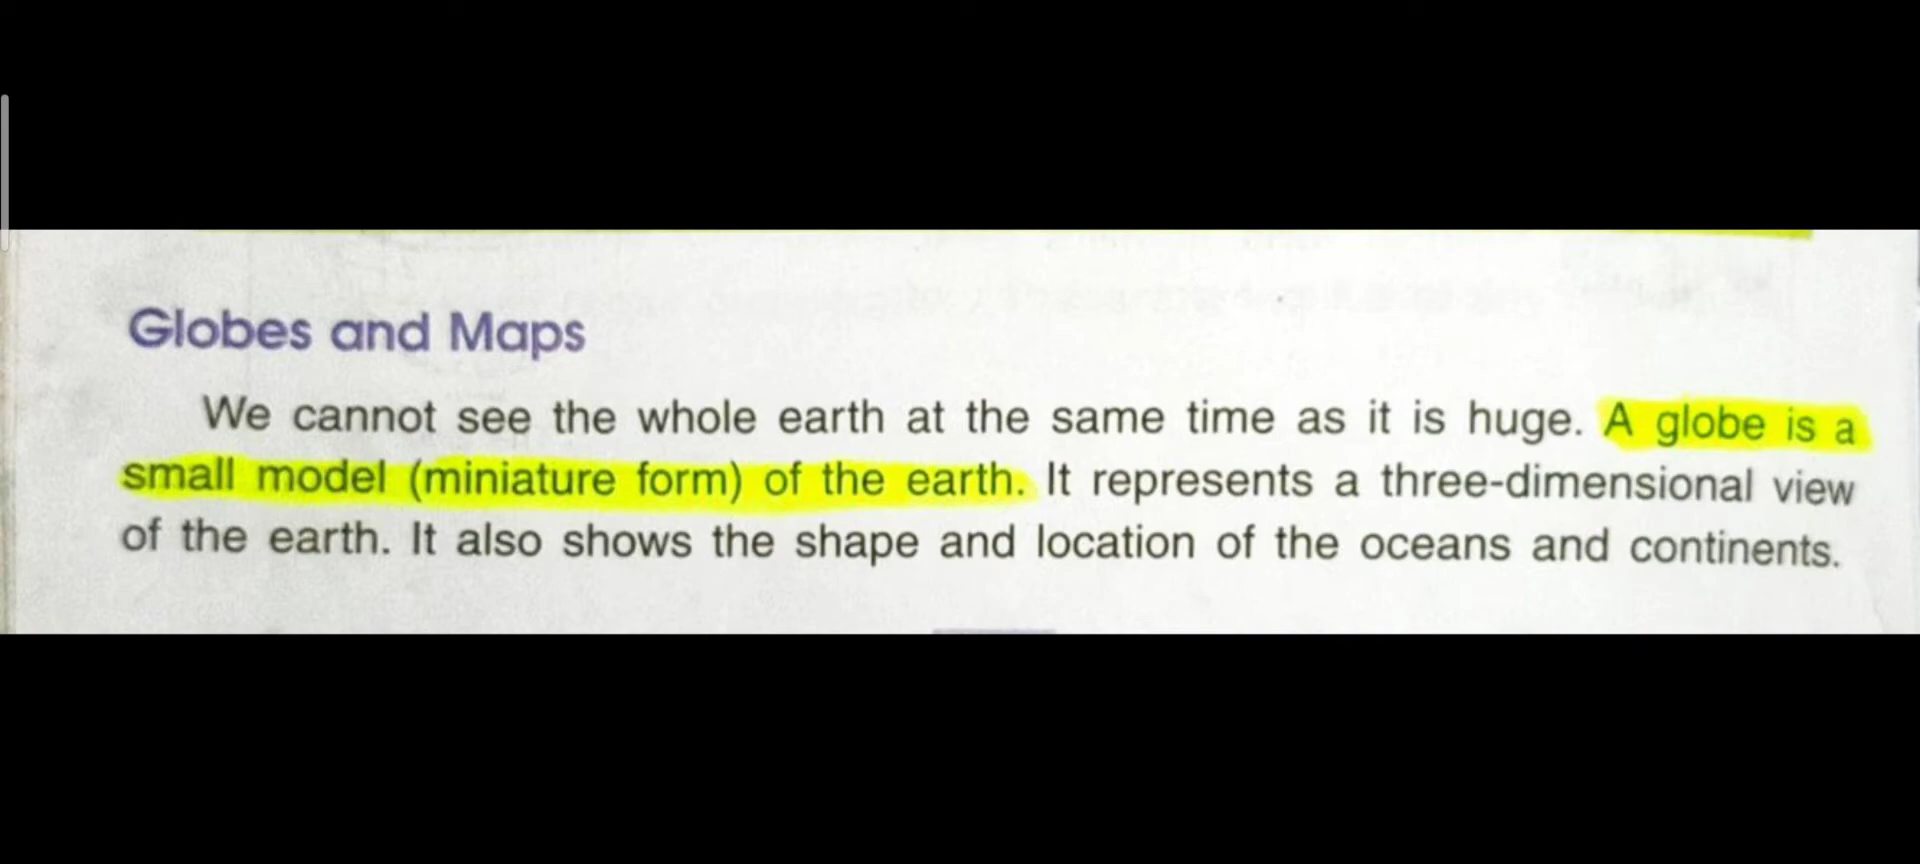 Globes and Maps
We cannot see the whole earth at the same time as it is huge. A globe is a
small model (miniature form) of the earth. It represents a three-dimensional view
of the earth. It also shows the shape and location of the oceans and continents.